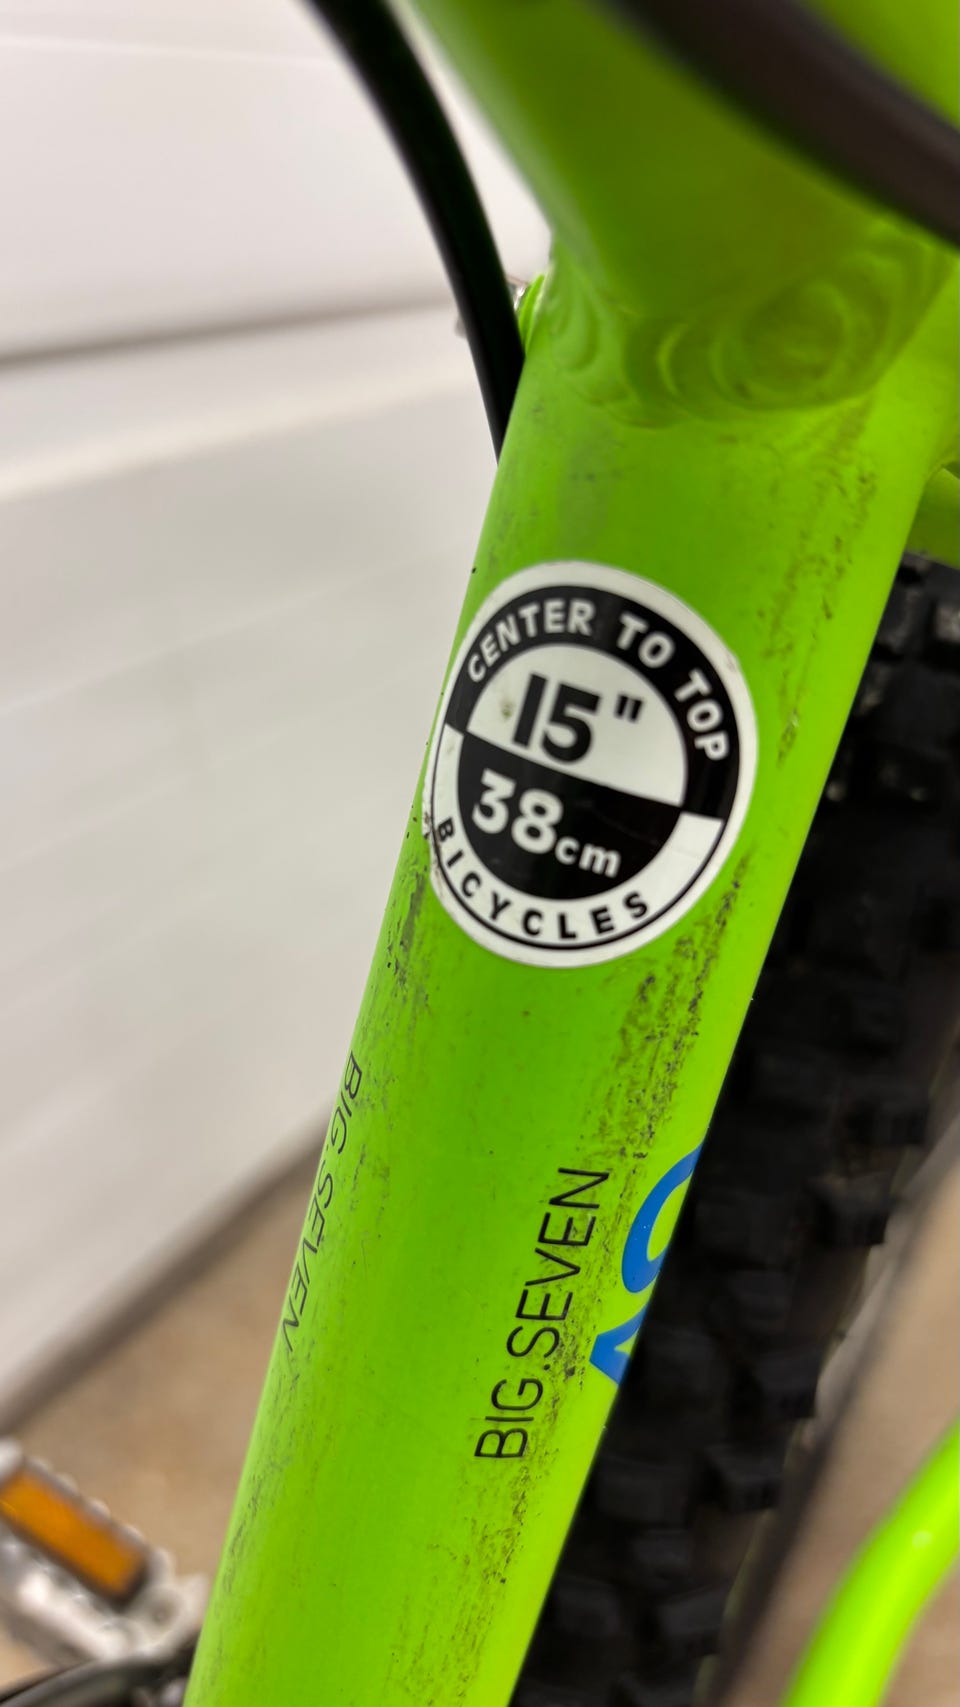 CENTER TO TOP
15"
38cm
BICYCLES
BIG.SEVEN
BIG.SEVEN